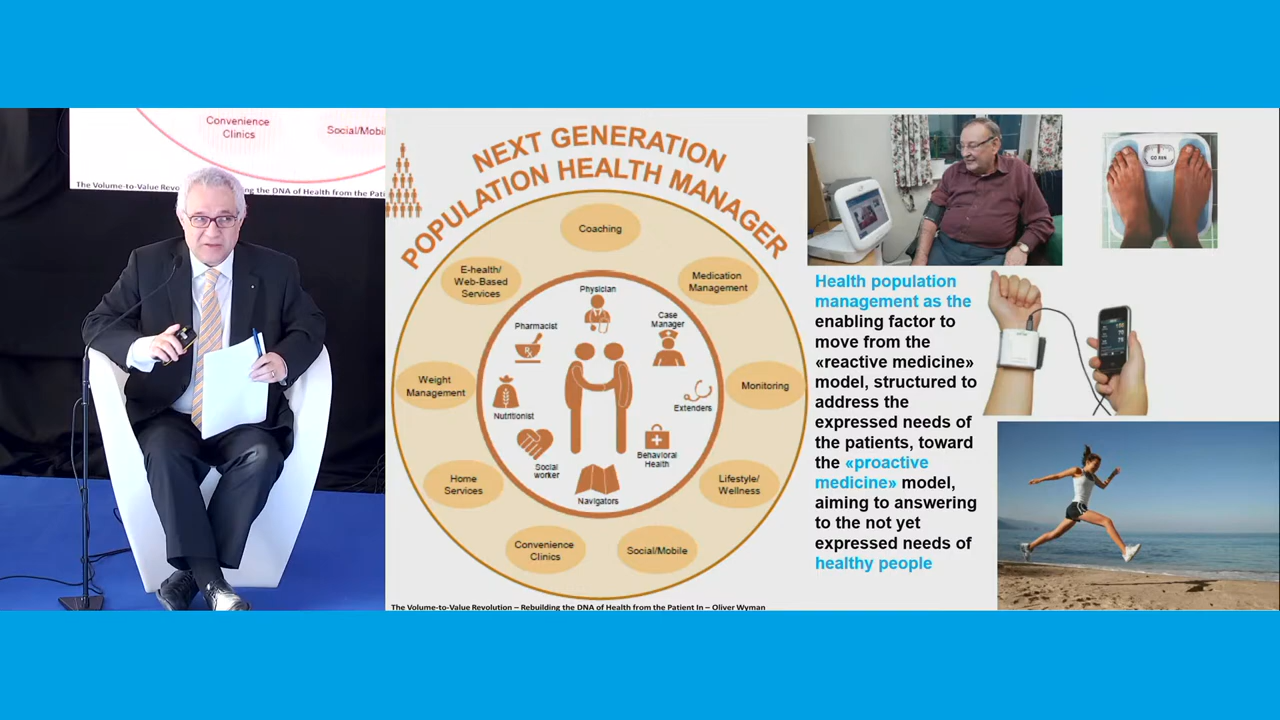 Convenience
Clinics
Social/Mobil
The Volume-to-Value Revo
ng the DNA of Health from the Pati
NEXT GENERATION
POPULATION HEALTH MANAGER
Coaching
E-health/
Web-Based
Services
Medication
Management
Physician
Pharmacist
Case
Manager
Rx
Weight
Management
Monitoring
Nutritionist
Extenders
Social
worker
Behavioral
Health
Navigators
Home
Services
Lifestyle/
Wellness
Convenience
Clinics
Social/Mobile
The Volume-to-Value Revolution – Rebuilding the DNA of Health from the Patient In – Oliver Wyman
Health population
management as the
enabling factor to
move from the
«reactive medicine»
model, structured to
address the
expressed needs of
the patients, toward
the «proactive
medicine» model,
aiming to answering
to the not yet
expressed needs of
healthy people